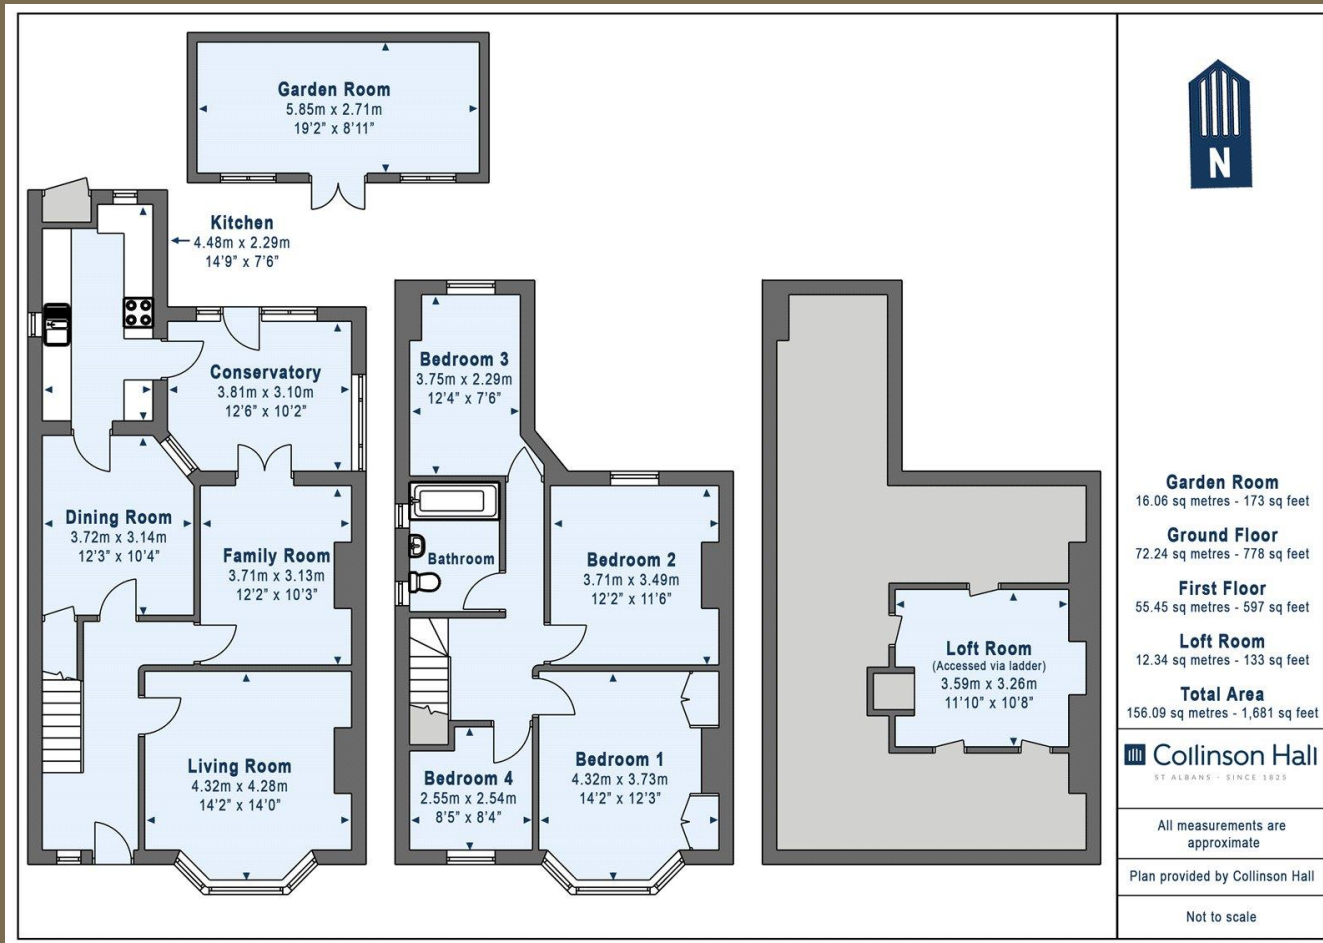 Garden Room
5.85m x 2.71m
19'2" x 8'11"
Kitchen
4.48m x 2.29m
14'9" x 7'6"
Conservatory
3.81m x 3.10m
12'6" x 10'2"
Dining Room
3.72m x 3.14m
12'3" x 10'4"
Family Room
3.71m x 3.13m
12'2" x 10'3"
Living Room
4.32m x 4.28m
14'2" x 14'0"
Bedroom 3
3.75m x 2.29m
12'4" x 7'6"
Bathroom
Bedroom 2
3.71m x 3.49m
12'2" x 11'6"
Bedroom 4
2.55m x 2.54m
8'5" x 8'4"
Bedroom 1
4.32m x 3.73m
14'2" x 12'3"
Loft Room
(Accessed via ladder)
3.59m x 3.26m
11'10" x 10'8"
N
Garden Room
16.06 sq metres - 173 sq feet
Ground Floor
72.24 sq metres - 778 sq feet
First Floor
55.45 sq metres - 597 sq feet
Loft Room
12.34 sq metres - 133 sq feet
Total Area
156.09 sq metres - 1,681 sq feet
Collinson Hall
ST ALBANS - SINCE 1825
All measurements are
approximate
Plan provided by Collinson Hall
Not to scale